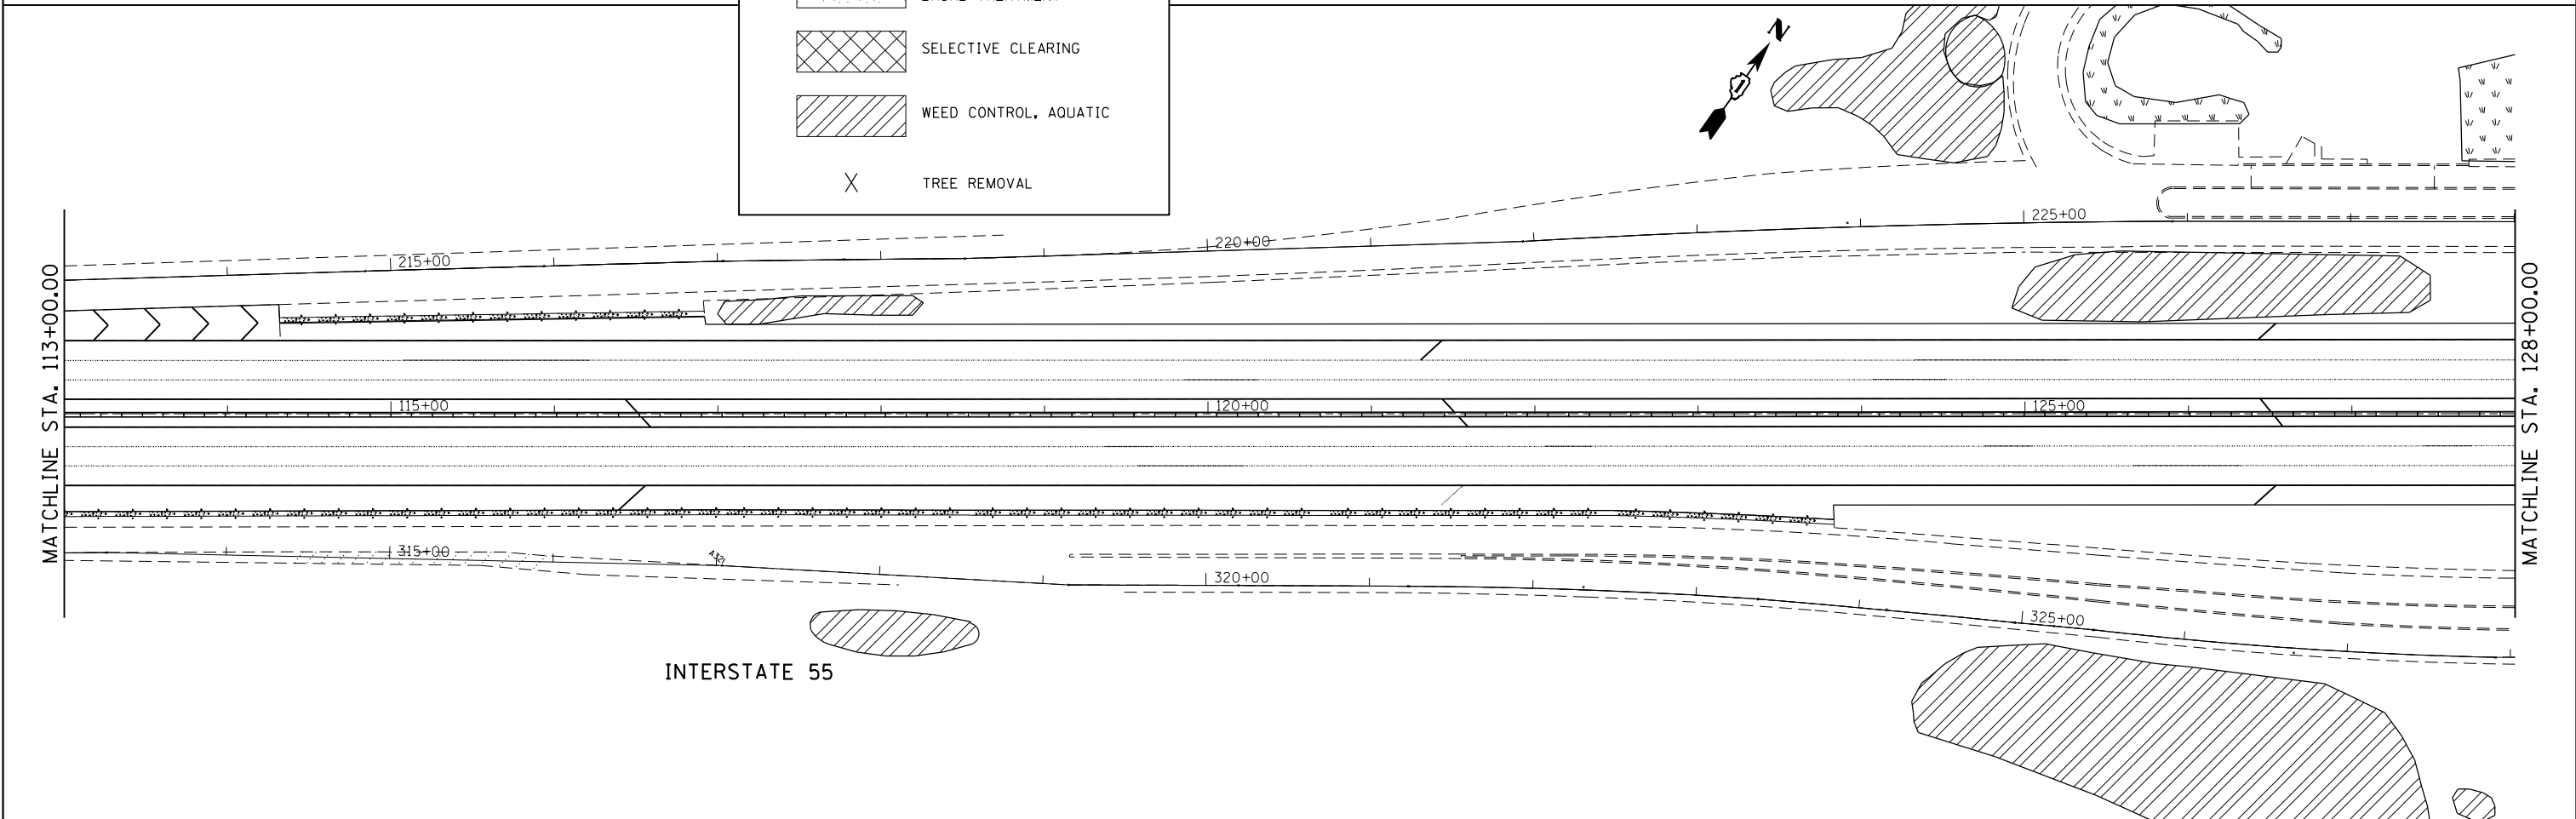 SELECTIVE CLEARING
WEED CONTROL, AQUATIC
X TREE REMOVAL
N
215+00
220+00
225+00
MATCHLINE STA. 113+00.00
115+00
120+00
125+00
MATCHLINE STA. 128+00.00
315+00
320+00
325+00
INTERSTATE 55